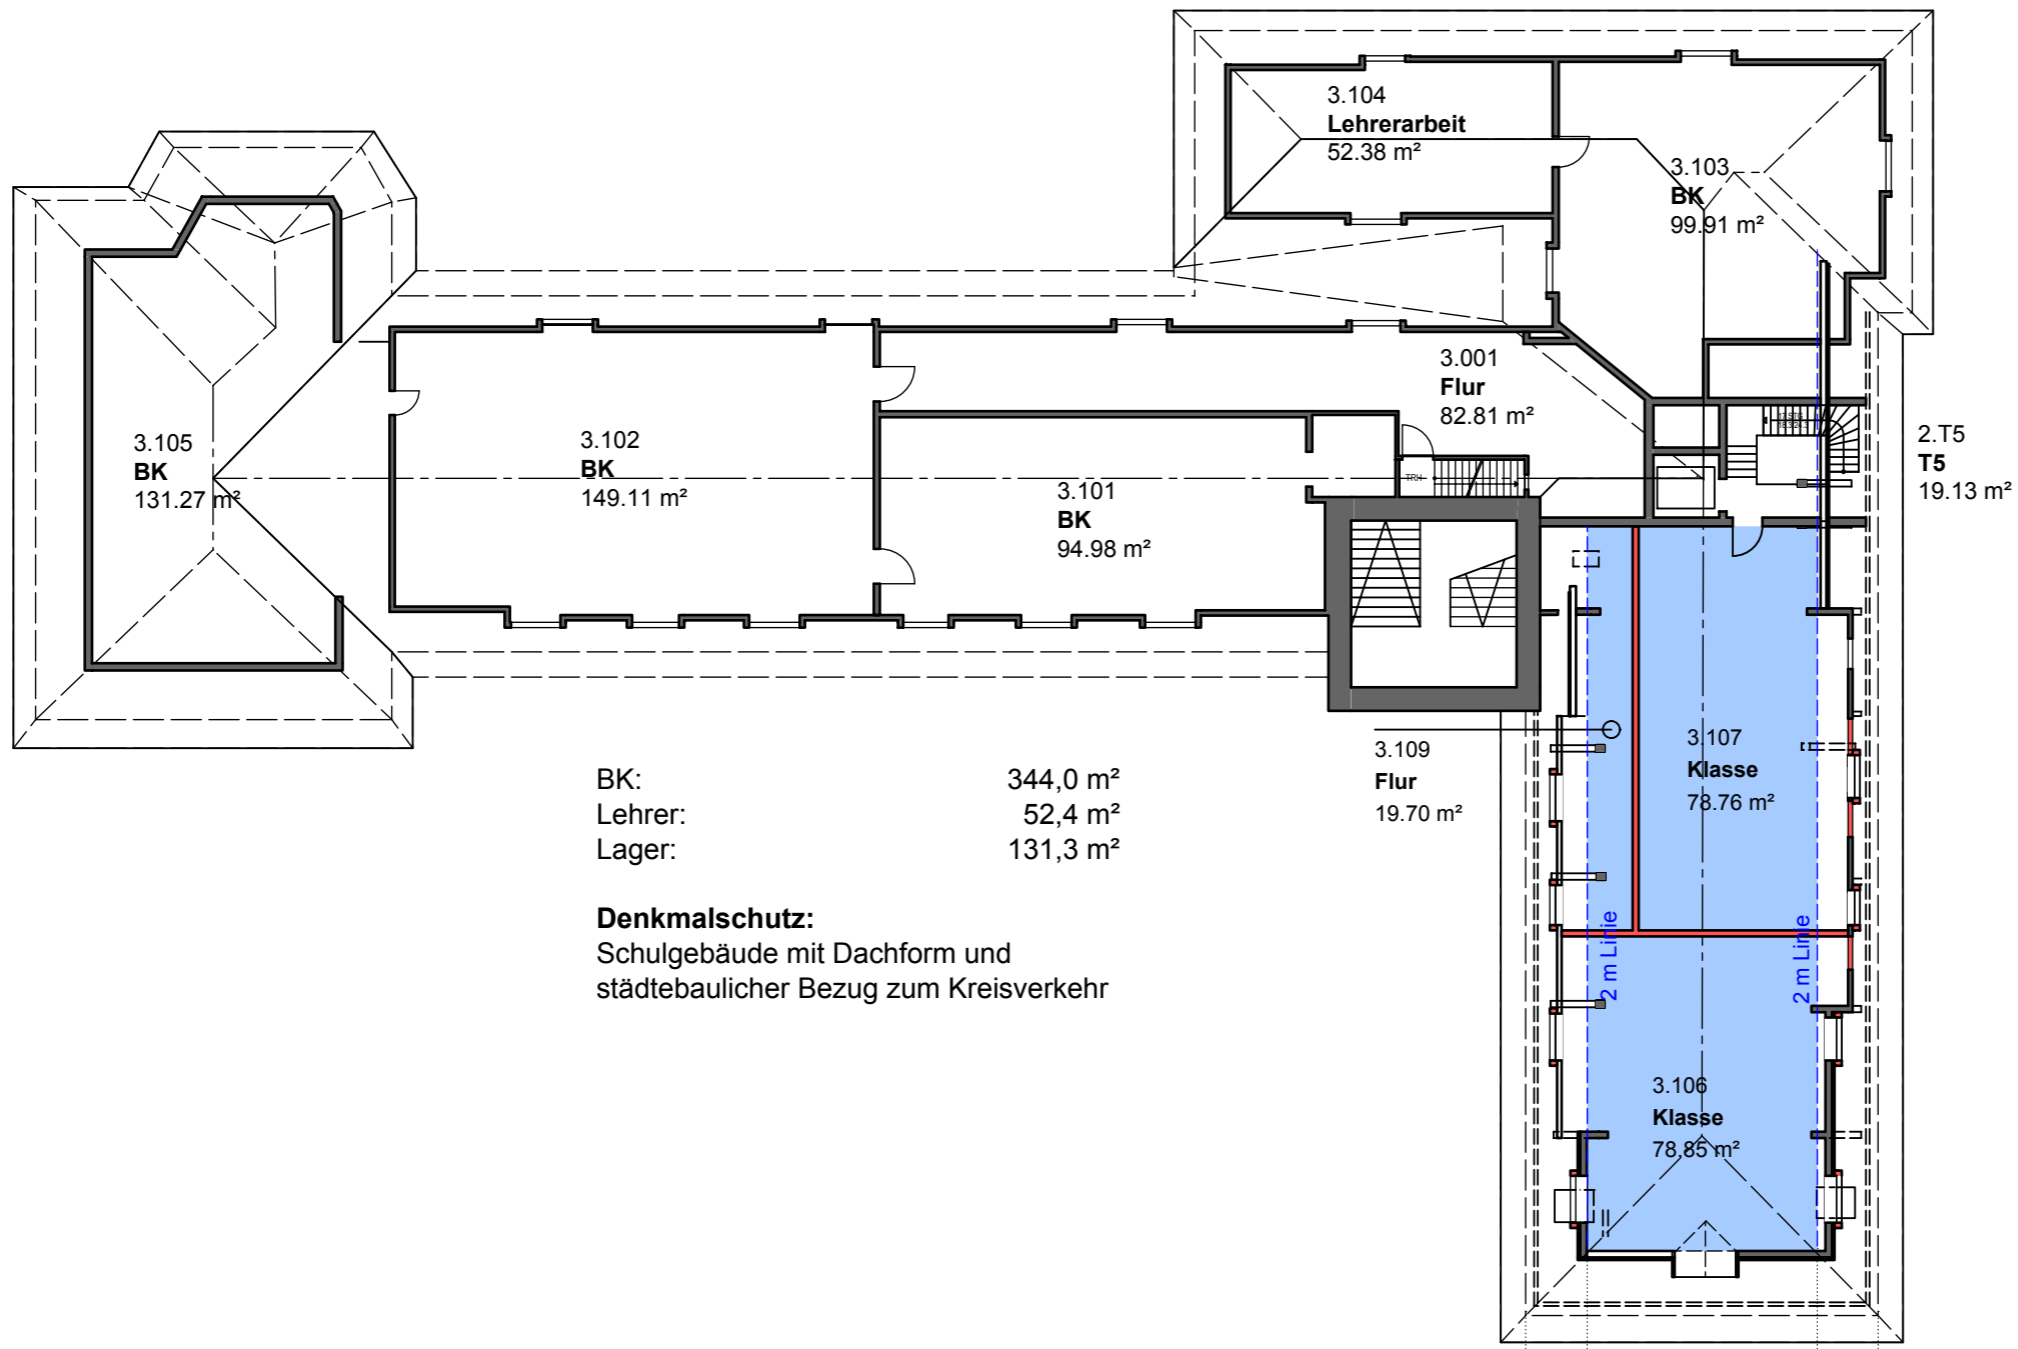 3.104
Lehrerarbeit
52.38 m²
3.103
BK
99.91 m²
3.001
Flur
82.81 m²
3.105
BK
131.27 m²
3.102
BK
149.11 m²
3.101
BK
94.98 m²
TRH
2.T5
T5
19.13 m²
3.109
Flur
19.70 m²
3.107
Klasse
78.76 m²
BK: 344,0 m²
Lehrer: 52,4 m²
Lager: 131,3 m²
Denkmalschutz:
Schulgebäude mit Dachform und
städtebaulicher Bezug zum Kreisverkehr
2 m Linie
2 m Linie
3.106
Klasse
78.85 m²